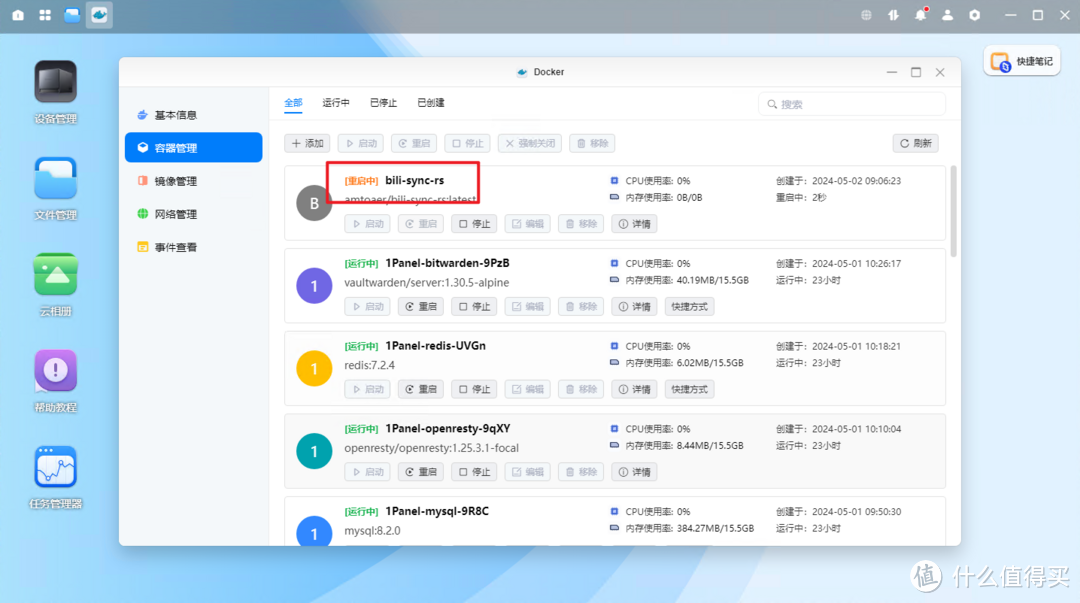 快捷笔记
设备管理
文件管理
云相册
帮助教程
任务管理器
Docker
基本信息
容器管理
镜像管理
网络管理
事件查看
全部 运行中 已停止 已创建
搜索
添加 启动 重启 停止 强制关闭 移除 刷新
B
[重启中] bili-sync-rs
amtoaer/bili-sync-rs:latest
CPU使用率: 0%
内存使用率: 0B/0B
创建于: 2024-05-02 09:06:23
重启中: 2秒
启动 重启 停止 编辑 移除 详情
1
[运行中] 1Panel-bitwarden-9PzB
vaultwarden/server:1.30.5-alpine
CPU使用率: 0%
内存使用率: 40.19MB/15.5GB
创建于: 2024-05-01 10:26:17
运行中: 23小时
启动 重启 停止 编辑 移除 详情 快捷方式
1
[运行中] 1Panel-redis-UVGn
redis:7.2.4
CPU使用率: 0%
内存使用率: 6.02MB/15.5GB
创建于: 2024-05-01 10:18:21
运行中: 23小时
启动 重启 停止 编辑 移除 详情 快捷方式
1
[运行中] 1Panel-openresty-9qXY
openresty/openresty:1.25.3.1-focal
CPU使用率: 0%
内存使用率: 8.44MB/15.5GB
创建于: 2024-05-01 10:10:04
运行中: 23小时
启动 重启 停止 编辑 移除 详情
1
[运行中] 1Panel-mysql-9R8C
mysql:8.2.0
CPU使用率: 0%
内存使用率: 384.27MB/15.5GB
创建于: 2024-05-01 09:50:30
运行中: 23小时
值 什么值得买